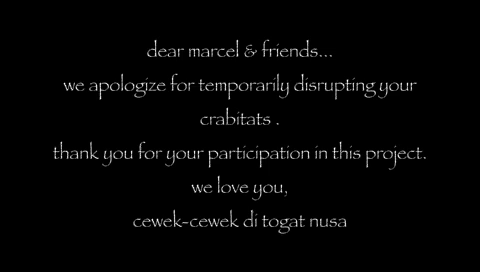 dear marcel & friends...
we apologize for temporarily disrupting your
crabitats .
thank you for your participation in this project.
we love you,
cewek-cewek di togat nusa